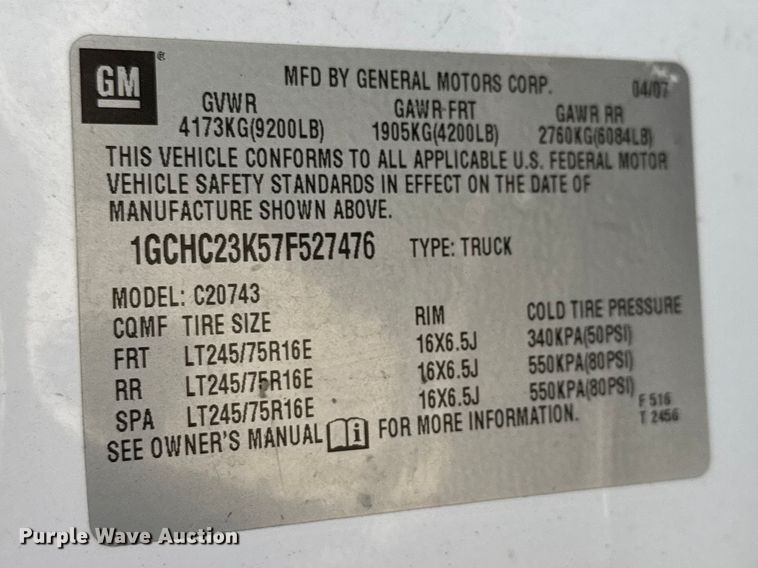 GM ®
MFD BY GENERAL MOTORS CORP. 04/07
GVWR GAWR FRT GAWR RR
4173KG(9200LB) 1905KG(4200LB) 2760KG(6084LB)
THIS VEHICLE CONFORMS TO ALL APPLICABLE U.S. FEDERAL MOTOR
VEHICLE SAFETY STANDARDS IN EFFECT ON THE DATE OF
MANUFACTURE SHOWN ABOVE.
1GCHC23K57F527476 TYPE: TRUCK
MODEL: C20743
CQMF TIRE SIZE RIM COLD TIRE PRESSURE
FRT LT245/75R16E 16X6.5J 340KPA(50PSI)
RR LT245/75R16E 16X6.5J 550KPA(80PSI)
SPA LT245/75R16E 16X6.5J 550KPA(80PSI)
F 516
SEE OWNER'S MANUAL i FOR MORE INFORMATION. T 2456
Purple Wave Auction